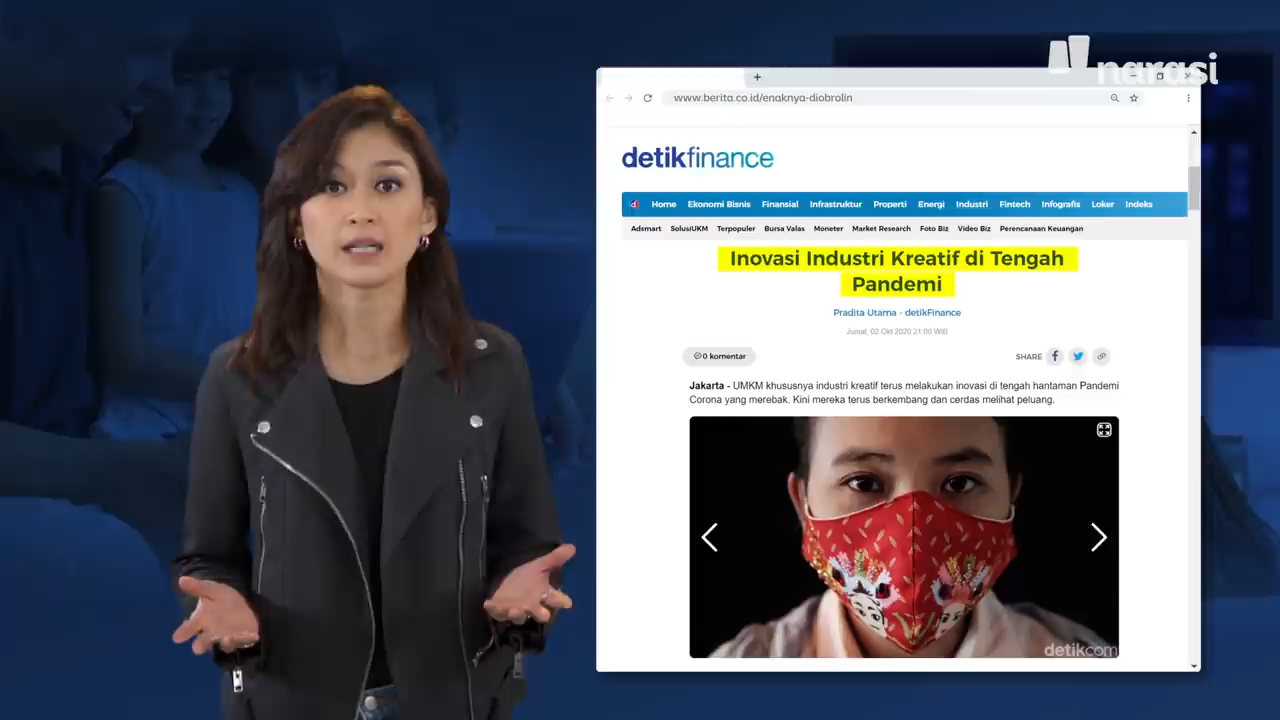 narasi
www.berita.co.id/enaknya-diobrolin
detikfinance
d Home Ekonomi Bisnis Finansial Infrastruktur Properti Energi Industri Fintech Infografis Loker Indeks
Adsmart SolusiUKM Terpopuler Bursa Valas Moneter Market Research Foto Biz Video Biz Perencanaan Keuangan
Inovasi Industri Kreatif di Tengah
Pandemi
Pradita Utama - detikFinance
Jumat, 02 Okt 2020 21:00 WIB
0 komentar
SHARE
Jakarta - UMKM khususnya industri kreatif terus melakukan inovasi di tengah hantaman Pandemi
Corona yang merebak. Kini mereka terus berkembang dan cerdas melihat peluang.
detikcom